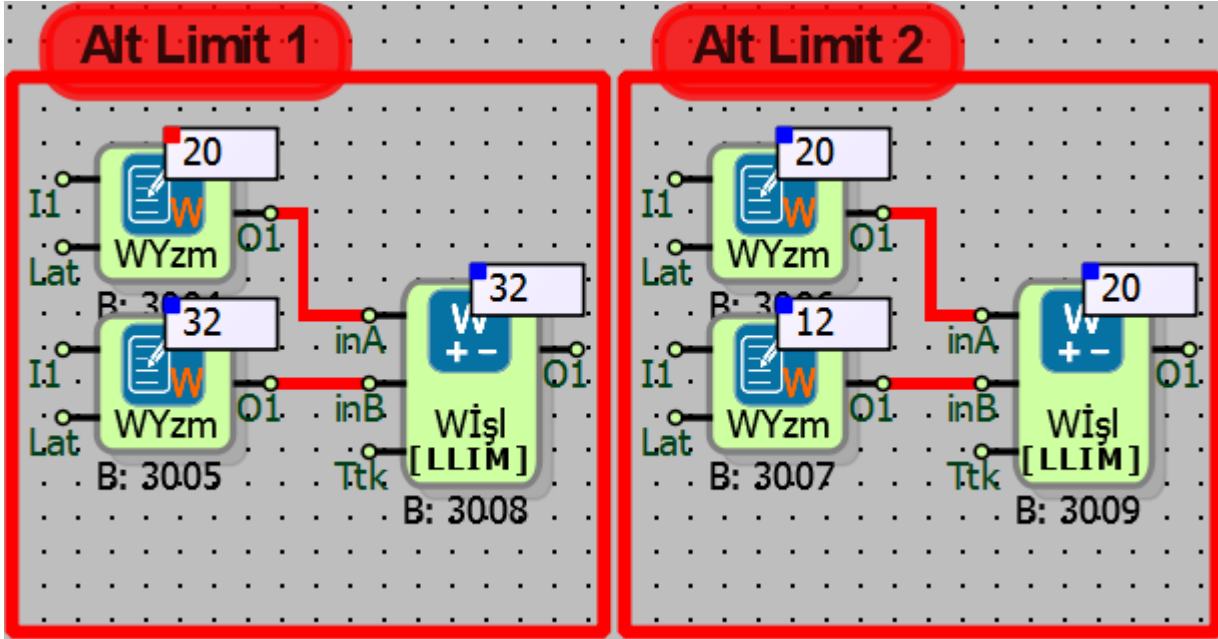 Alt Limit 1
20
I1
W
O1
WYzm
Lat
32
I1
W
O1
WYzm
Lat
B: 3005
32
inA
W
+ -
O1
inB
Wİşl
Ttk
[LLIM]
B: 3008
Alt Limit 2
20
I1
W
O1
WYzm
Lat
12
I1
W
O1
WYzm
Lat
B: 3007
20
inA
W
+ -
O1
inB
Wİşl
Ttk
[LLIM]
B: 3009